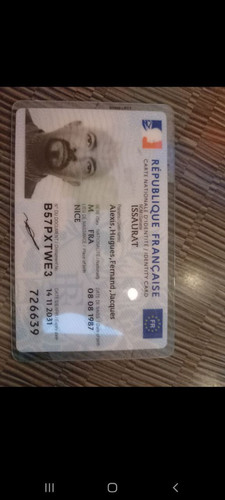 RÉPUBLIQUE FRANÇAISE
CARTE NATIONALE D'IDENTITÉ / IDENTITY CARD
FR
ISSAURAT
Alexis, Hugues, Fernand, Jacques
M FRA 08 08 1987
NICE
B57PXTWE3 14 11 2031
726639